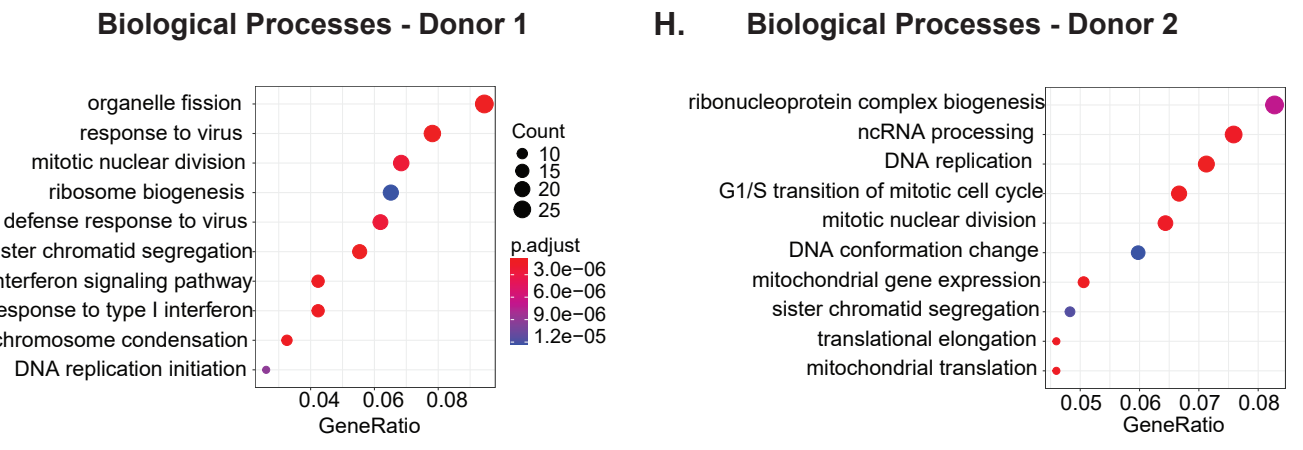 Biological Processes - Donor 1
organelle fission
response to virus
mitotic nuclear division
ribosome biogenesis
defense response to virus
ster chromatid segregation
nterferon signaling pathway
esponse to type I interferon
chromosome condensation
DNA replication initiation
0.04 0.06 0.08
GeneRatio
Count
10
15
20
25
p.adjust
3.0e−06
6.0e−06
9.0e−06
1.2e−05
H. Biological Processes - Donor 2
ribonucleoprotein complex biogenesis
ncRNA processing
DNA replication
G1/S transition of mitotic cell cycle
mitotic nuclear division
DNA conformation change
mitochondrial gene expression
sister chromatid segregation
translational elongation
mitochondrial translation
0.05 0.06 0.07 0.08
GeneRatio